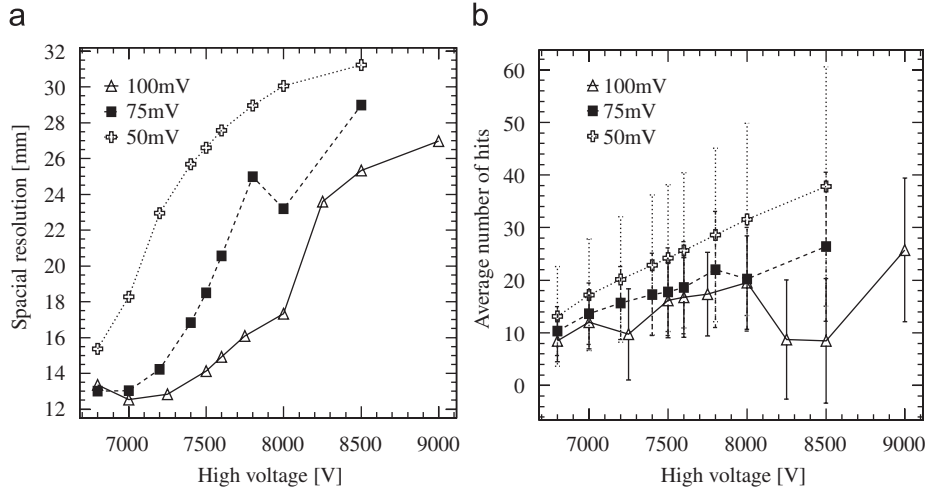 a
Spacial resolution [mm]
32
30
28
26
24
22
20
18
16
14
12
100mV
75mV
50mV
7000 7500 8000 8500 9000
High voltage [V]
b
Average number of hits
60
50
40
30
20
10
0
100mV
75mV
50mV
7000 7500 8000 8500 9000
High voltage [V]